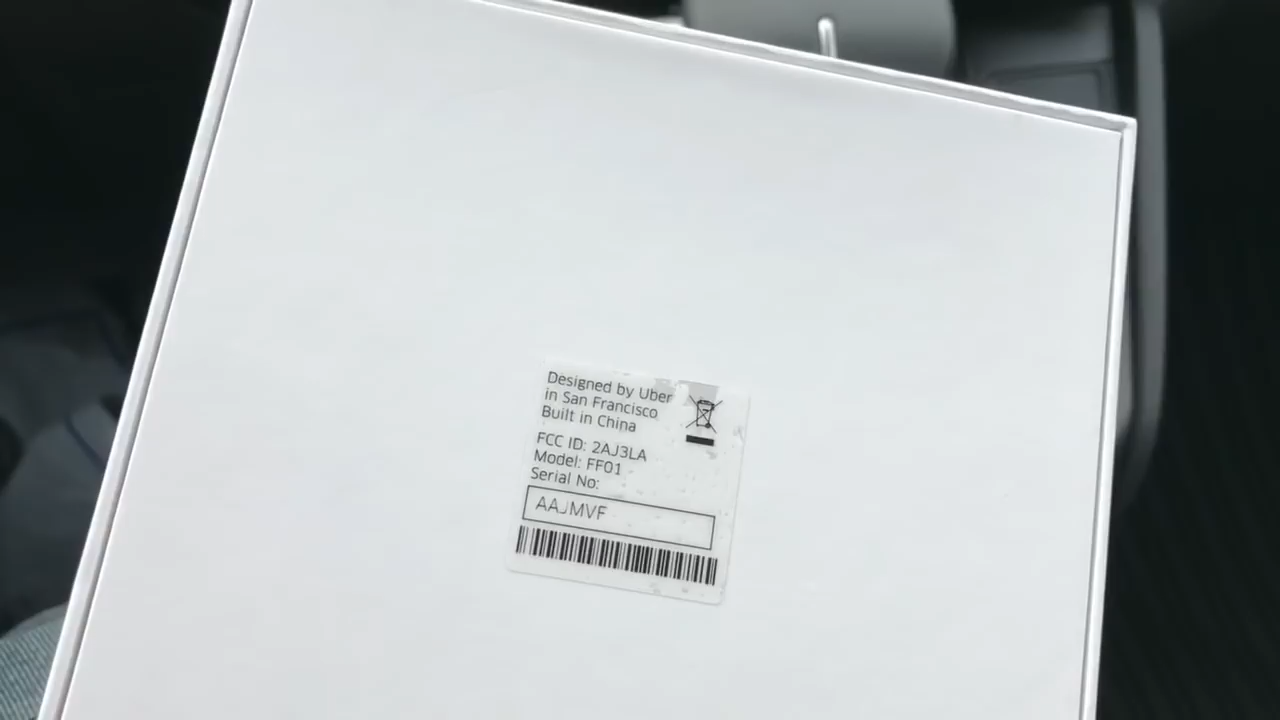 Designed by Uber
in San Francisco
Built in China
FCC ID: 2AJ3LA
Model: FF01
Serial No:
AAJMVF